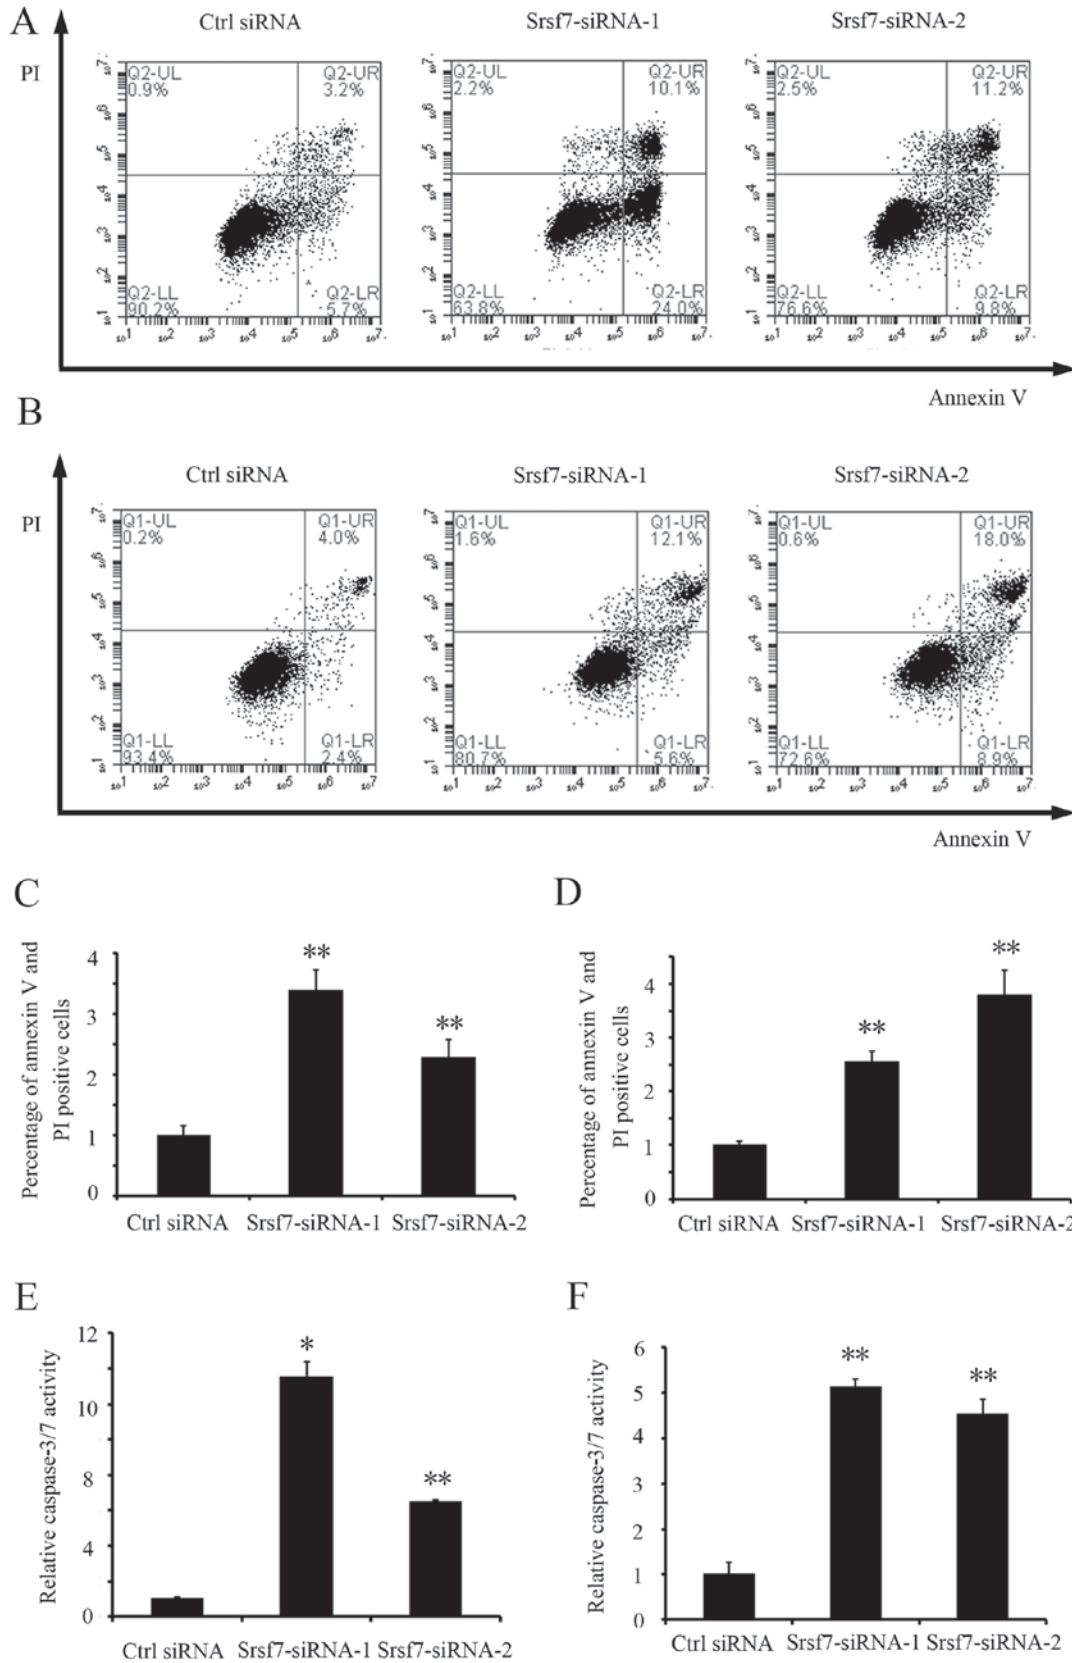 A
Ctrl siRNA
Srsf7-siRNA-1
Srsf7-siRNA-2
PI
Q2-UL 0.9%
Q2-UR 3.2%
Q2-LL 90.2%
Q2-LR 5.7%
Q2-UL 2.2%
Q2-UR 10.1%
Q2-LL 63.8%
Q2-LR 24.0%
Q2-UL 2.5%
Q2-UR 11.2%
Q2-LL 76.6%
Q2-LR 9.8%
Annexin V
B
Ctrl siRNA
Srsf7-siRNA-1
Srsf7-siRNA-2
PI
Q1-UL 0.2%
Q1-UR 4.0%
Q1-LL 93.4%
Q1-LR 2.4%
Q1-UL 1.6%
Q1-UR 12.1%
Q1-LL 80.7%
Q1-LR 5.6%
Q1-UL 0.6%
Q1-UR 18.0%
Q1-LL 72.6%
Q1-LR 8.9%
Annexin V
C
Percentage of annexin V and
PI positive cells
4
3
2
1
0
**
**
Ctrl siRNA Srsf7-siRNA-1 Srsf7-siRNA-2
D
Percentage of annexin V and
PI positive cells
4
3
2
1
0
**
**
Ctrl siRNA Srsf7-siRNA-1 Srsf7-siRNA-2
E
Relative caspase-3/7 activity
12
10
8
4
0
*
**
Ctrl siRNA Srsf7-siRNA-1 Srsf7-siRNA-2
F
Relative caspase-3/7 activity
6
5
4
3
2
1
0
**
**
Ctrl siRNA Srsf7-siRNA-1 Srsf7-siRNA-2